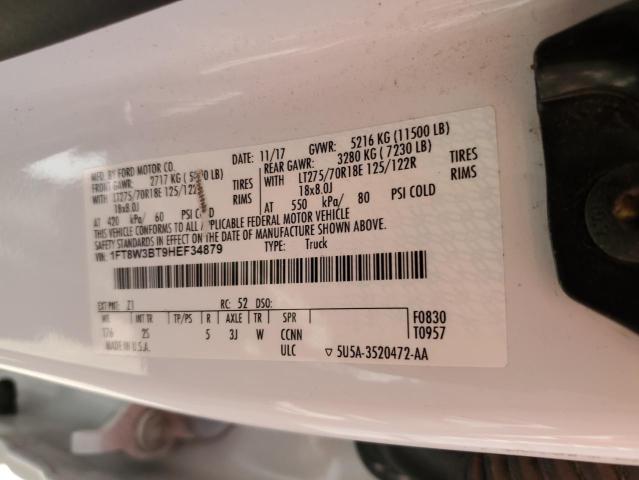 MFD. BY FORD MOTOR CO.
DATE: 11/17 GVWR: 5216 KG (11500 LB)
FRONT GAWR: 2717 KG ( LB)
REAR GAWR: 3280 KG ( 7230 LB)
WITH LT275/70R18E 125/122R TIRES
WITH LT275/70R18E 125/122R TIRES
18x8.0J RIMS
18x8.0J RIMS
AT 420 kPa/ 60 PSI COLD
AT 550 kPa/ 80 PSI COLD
THIS VEHICLE CONFORMS TO ALL APPLICABLE FEDERAL MOTOR VEHICLE
SAFETY STANDARDS IN EFFECT ON THE DATE OF MANUFACTURE SHOWN ABOVE.
VIN: 1FT8W3BT9HEF34879 TYPE: Truck
EXT PNT: Z1 RC: 52 DSO:
WB INT TR TP/PS R AXLE TR SPR F0830
176 2S 5 3J W CCNN T0957
MADE IN U.S.A. ULC ▽ 5U5A-3520472-AA